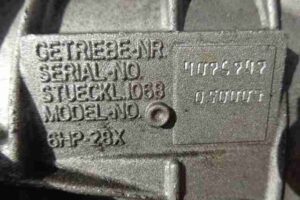 GETRIEBE-NR
SERIAL-NO.
STUECKL.1068
MODEL-NO.
6HP-28X